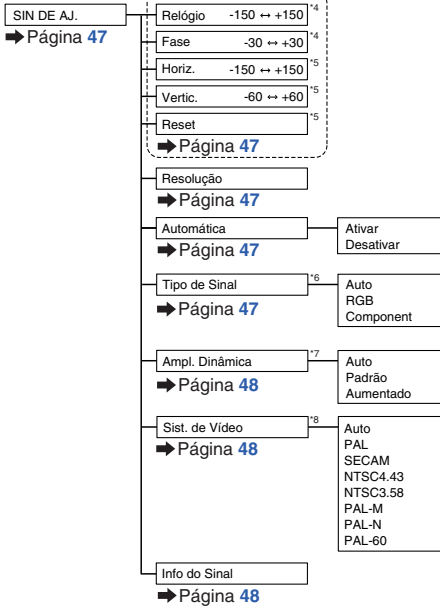 SIN DE AJ.
➡ Página 47
Relógio -150 ↔ +150 *4
Fase -30 ↔ +30 *4
Horiz. -150 ↔ +150 *5
Vertic. -60 ↔ +60 *5
Reset *5
➡ Página 47
Resolução
➡ Página 47
Automática
➡ Página 47
Ativar
Desativar
Tipo de Sinal *6
➡ Página 47
Auto
RGB
Component
Ampl. Dinâmica *7
➡ Página 48
Auto
Padrão
Aumentado
Sist. de Vídeo *8
➡ Página 48
Auto
PAL
SECAM
NTSC4.43
NTSC3.58
PAL-M
PAL-N
PAL-60
Info do Sinal
➡ Página 48